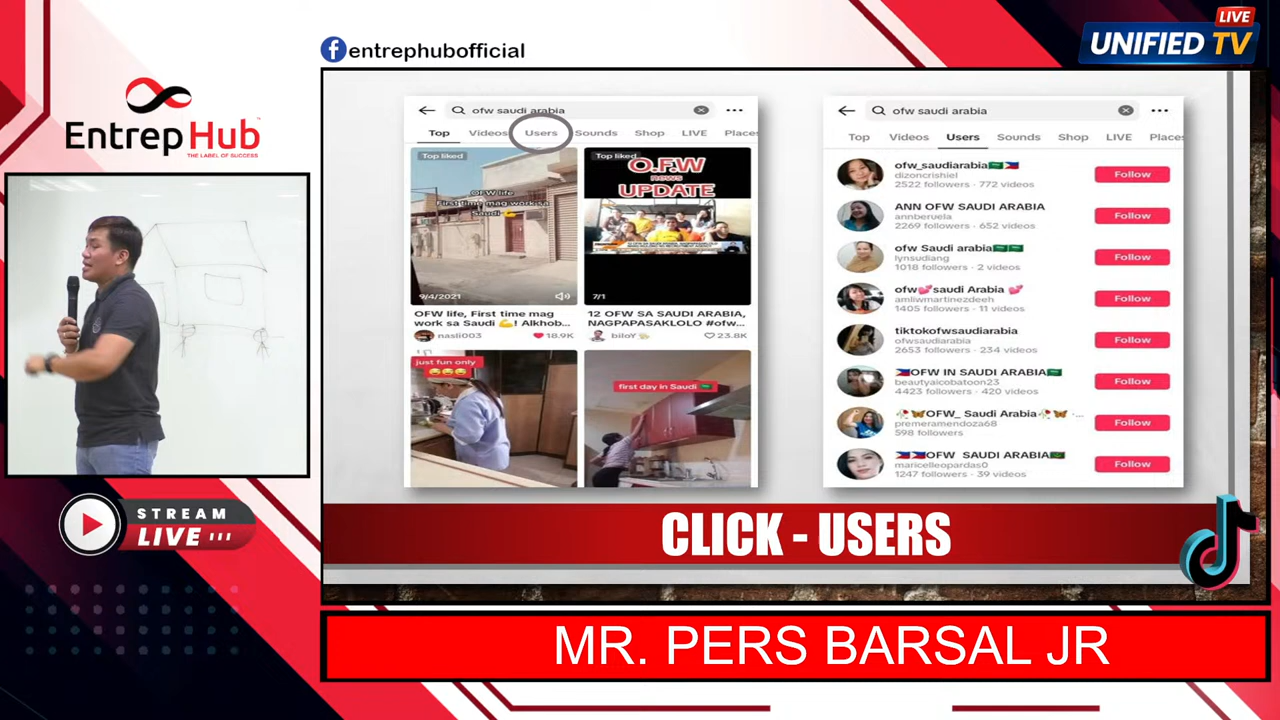 LIVE
UNIFIED TV
entrephubofficial
EntrepHub
THE LABEL OF SUCCESS
STREAM
LIVE
ofw saudi arabia
Top Videos Users Sounds Shop LIVE Places
Top liked
OFW life
First time mag work sa
Saudi
9/4/2021
OFW life, First time mag
work sa Saudi 💪! Alkhob...
nasli003 18.9K
Top liked
O.F.W
news
UPDATE
7/1
12 OFW SA SAUDI ARABIA,
NAGPAPASAKLOLO #ofw...
biloY 23.8K
just fun only
😂😂😂
first day in Saudi 🇸🇦
ofw saudi arabia
Top Videos Users Sounds Shop LIVE Places
ofw_saudiarabia🇸🇦🇵🇭
dizoncrishiel
2522 followers · 772 videos
Follow
ANN OFW SAUDI ARABIA
annberuela
2269 followers · 652 videos
Follow
ofw Saudi arabia🇸🇦🇸🇦
lynsudiang
1018 followers · 2 videos
Follow
ofw💕saudi Arabia 💕
amliwmartinezdeeh
1405 followers · 11 videos
Follow
tiktokofwsaudiarabia
ofwsaudiarabia
2653 followers · 234 videos
Follow
🇵🇭OFW IN SAUDI ARABIA🇸🇦
beautyaicobatoon23
4423 followers · 420 videos
Follow
🥀🦋OFW_ Saudi Arabia🥀🦋 ·...
premeramendoza68
598 followers
Follow
🇵🇭🇵🇭OFW SAUDI ARABIA🇸🇦
maricelleopardas0
1247 followers · 39 videos
Follow
CLICK - USERS
MR. PERS BARSAL JR